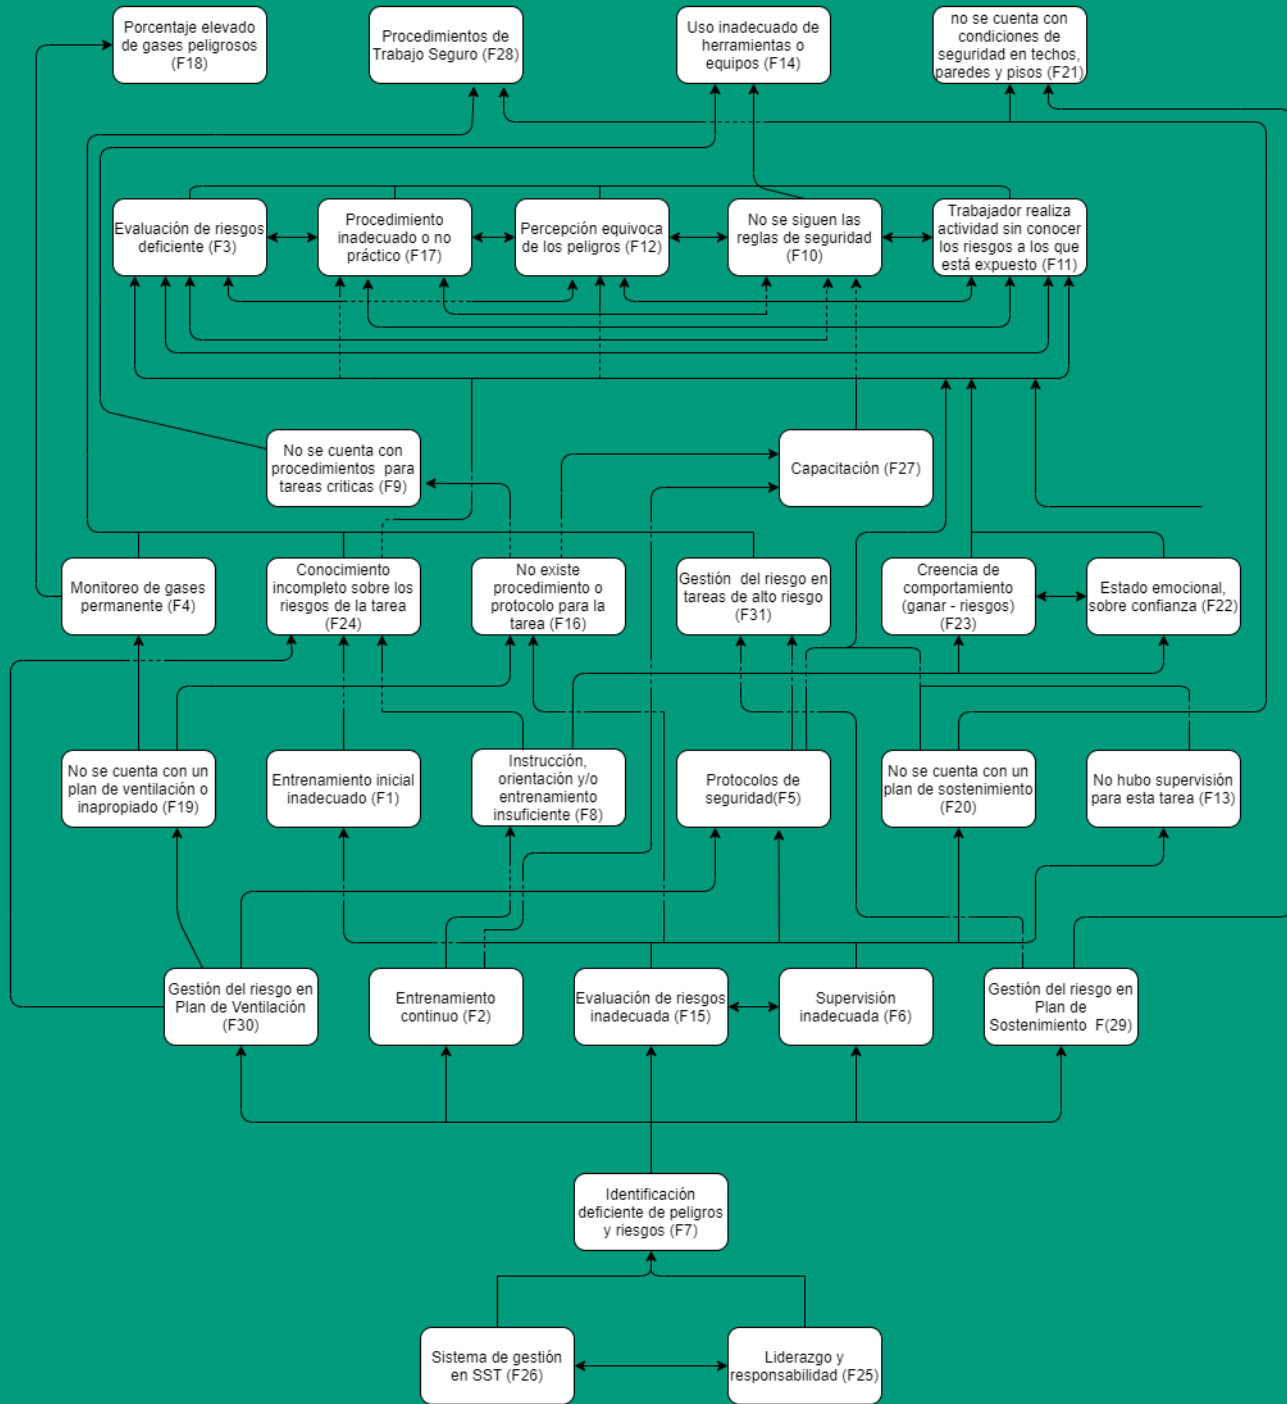 Porcentaje elevado
de gases peligrosos
(F18)
Procedimientos de
Trabajo Seguro (F28)
Uso inadecuado de
herramientas o
equipos (F14)
no se cuenta con
condiciones de
seguridad en techos,
paredes y pisos (F21)
Evaluación de riesgos
deficiente (F3)
Procedimiento
inadecuado o no
práctico (F17)
Percepción equivoca
de los peligros (F12)
No se siguen las
reglas de seguridad
(F10)
Trabajador realiza
actividad sin conocer
los riesgos a los que
está expuesto (F11)
No se cuenta con
procedimientos para
tareas criticas (F9)
Capacitación (F27)
Monitoreo de gases
permanente (F4)
Conocimiento
incompleto sobre los
riesgos de la tarea
(F24)
No existe
procedimiento o
protocolo para la
tarea (F16)
Gestión del riesgo en
tareas de alto riesgo
(F31)
Creencia de
comportamiento
(ganar - riesgos)
(F23)
Estado emocional,
sobre confianza (F22)
No se cuenta con un
plan de ventilación o
inapropiado (F19)
Entrenamiento inicial
inadecuado (F1)
Instrucción,
orientación y/o
entrenamiento
insuficiente (F8)
Protocolos de
seguridad(F5)
No se cuenta con un
plan de sostenimiento
(F20)
No hubo supervisión
para esta tarea (F13)
Gestión del riesgo en
Plan de Ventilación
(F30)
Entrenamiento
continuo (F2)
Evaluación de riesgos
inadecuada (F15)
Supervisión
inadecuada (F6)
Gestión del riesgo en
Plan de
Sostenimiento F(29)
Identificación
deficiente de peligros
y riesgos (F7)
Sistema de gestión
en SST (F26)
Liderazgo y
responsabilidad (F25)